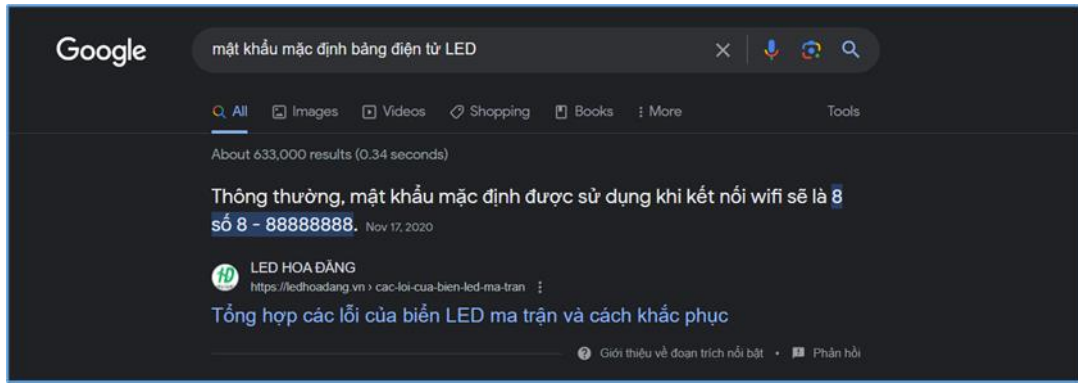 Google
mật khẩu mặc định bảng điện tử LED
All Images Videos Shopping Books More Tools
About 633,000 results (0.34 seconds)
Thông thường, mật khẩu mặc định được sử dụng khi kết nối wifi sẽ là 8
số 8 - 88888888. Nov 17, 2020
HD
LED HOA ĐĂNG
https://ledhoadang.vn › cac-loi-cua-bien-led-ma-tran
Tổng hợp các lỗi của biển LED ma trận và cách khắc phục
Giới thiệu về đoạn trích nổi bật • Phản hồi